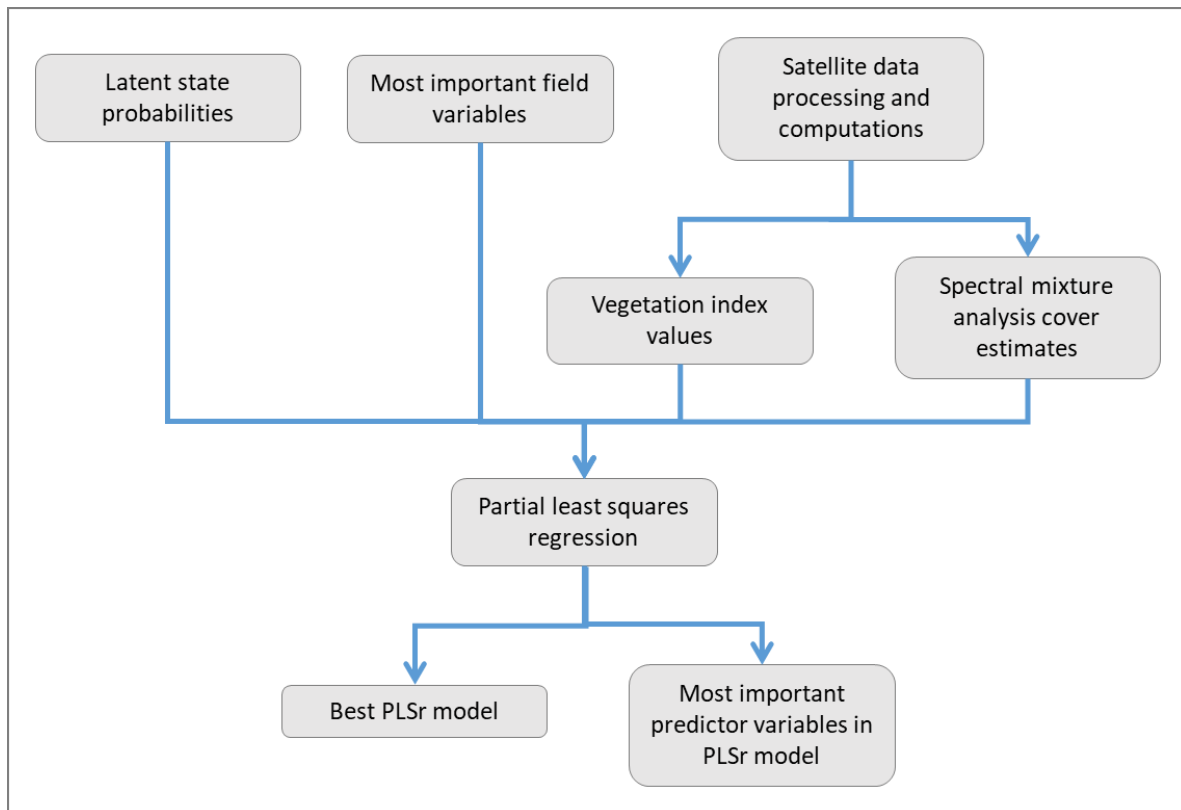 Latent state
probabilities
Most important field
variables
Satellite data
processing and
computations
Vegetation index
values
Spectral mixture
analysis cover
estimates
Partial least squares
regression
Best PLSr model
Most important
predictor variables in
PLSr model